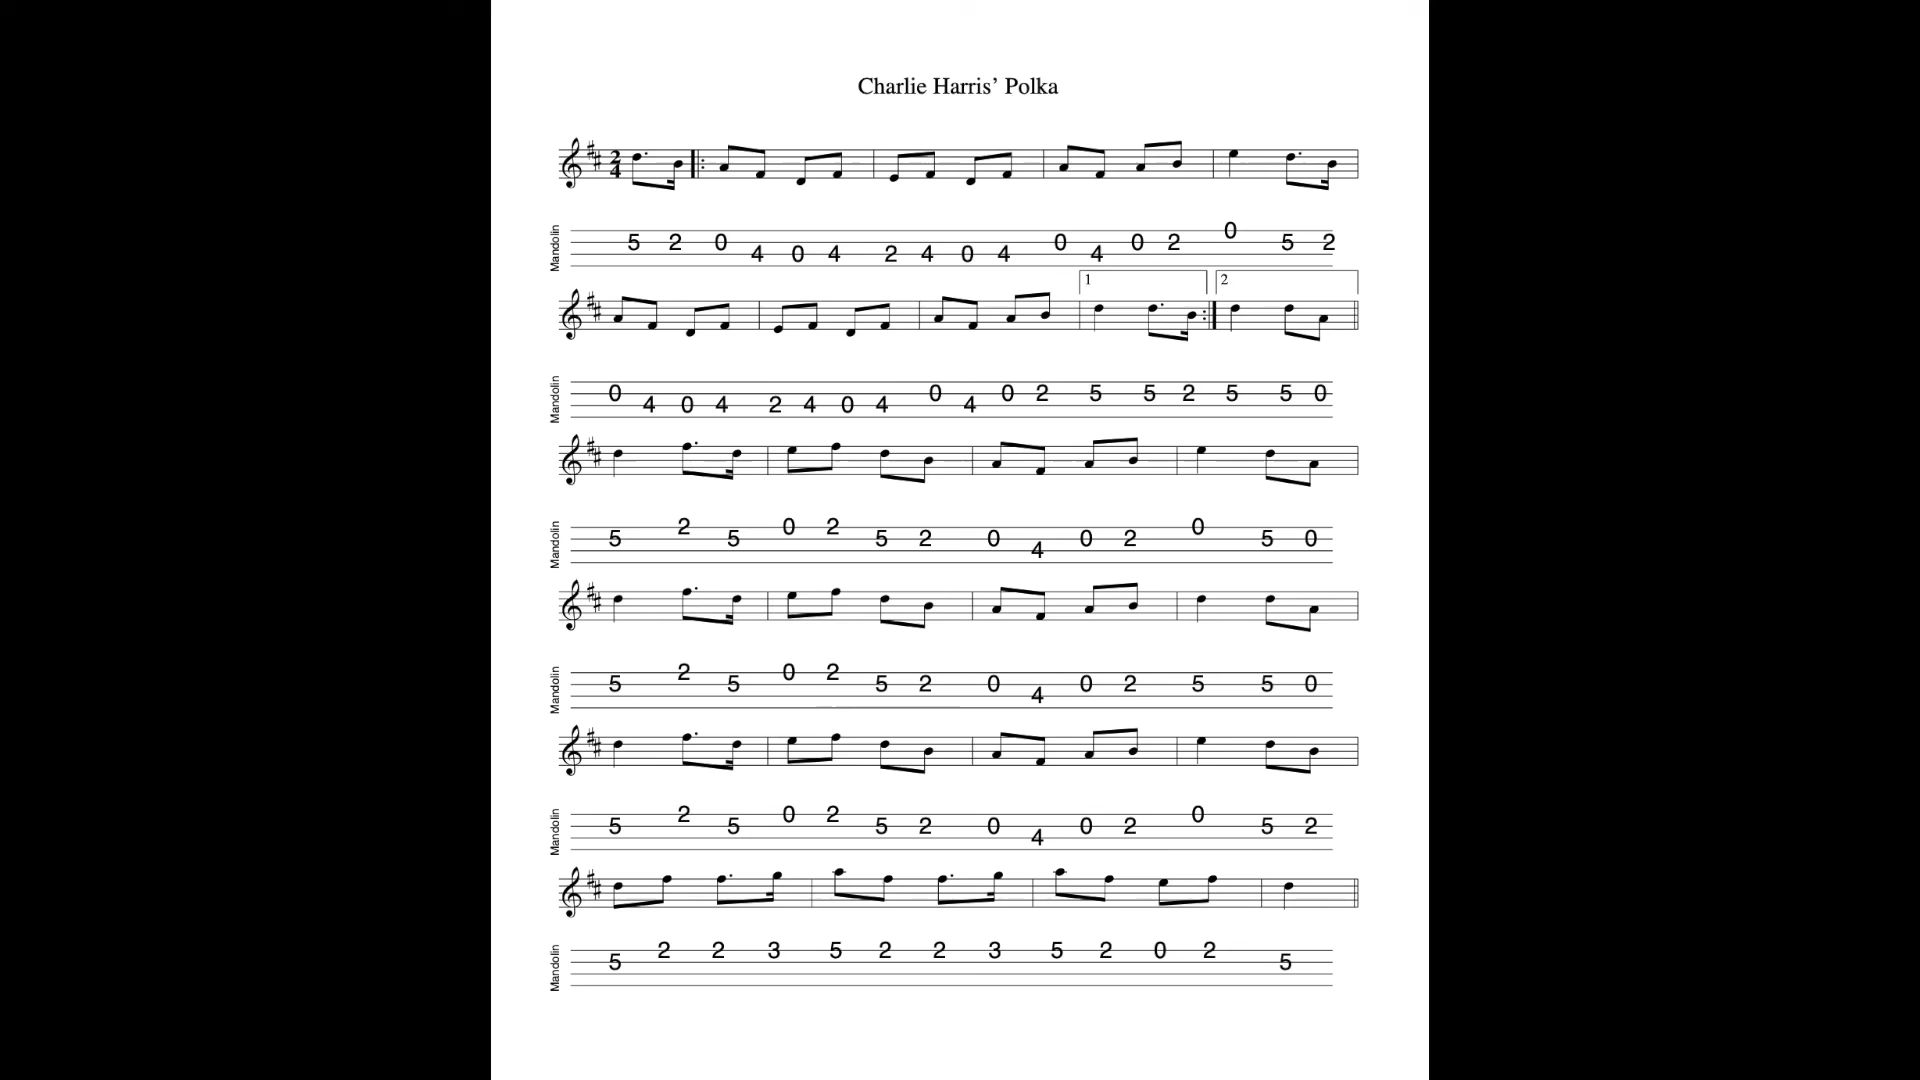 Charlie Harris’ Polka
2
4
Mandolin
5 2 0 4 0 4 2 4 0 4 0 4 0 2 0 5 2
1 2
Mandolin
0 4 0 4 2 4 0 4 0 4 0 2 5 5 2 5 5 0
Mandolin
5 2 5 0 2 5 2 0 4 0 2 0 5 0
Mandolin
5 2 5 0 2 5 2 0 4 0 2 5 5 0
Mandolin
5 2 5 0 2 5 2 0 4 0 2 0 5 2
Mandolin
5 2 2 3 5 2 2 3 5 2 0 2 5